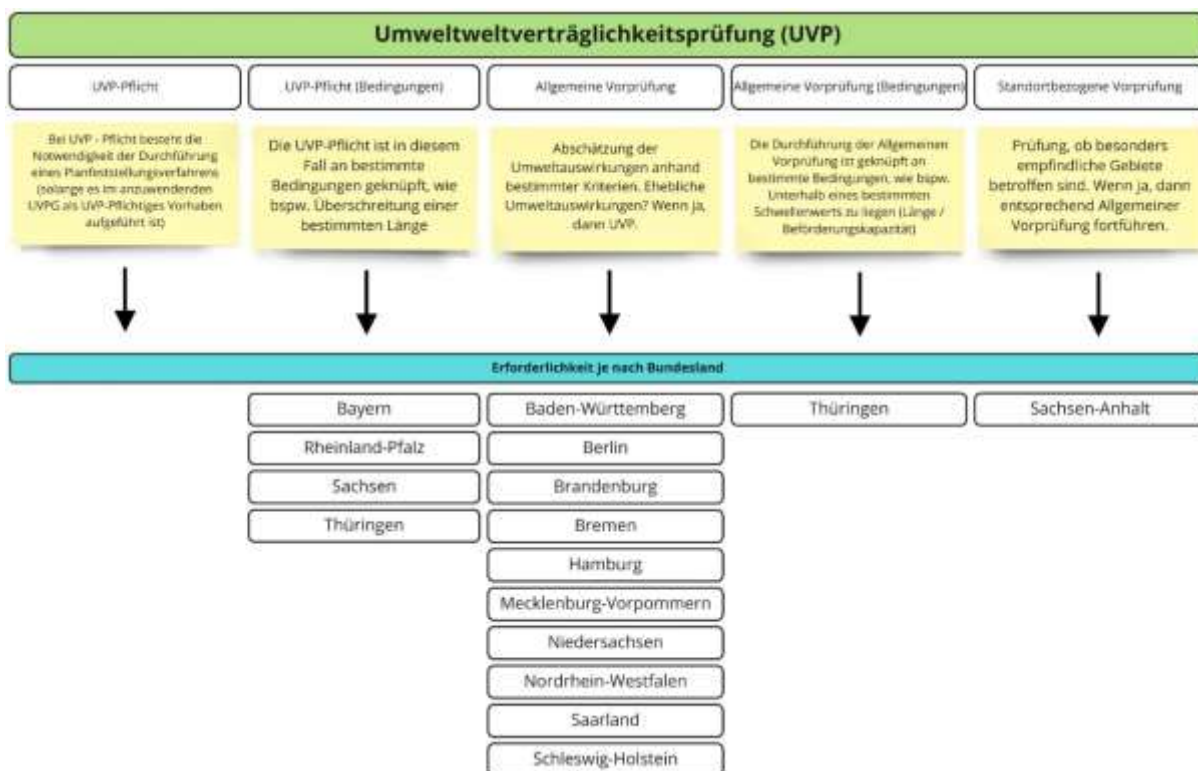 Umweltweltverträglichkeitsprüfung (UVP)
UVP-Pflicht
UVP-Pflicht (Bedingungen)
Allgemeine Vorprüfung
Allgemeine Vorprüfung (Bedingungen)
Standortbezogene Vorprüfung
Bei UVP - Pflicht besteht die
Notwendigkeit der Durchführung
eines Planfeststellungsverfahrens
(solange es im anzuwendenden
UVPG als UVP-Pflichtiges Vorhaben
aufgeführt ist)
Die UVP-Pflicht ist in diesem
Fall an bestimmte
Bedingungen geknüpft, wie
bspw. Überschreitung einer
bestimmten Länge
Abschätzung der
Umweltauswirkungen anhand
bestimmter Kriterien. Ehebliche
Umweltauswirkungen? Wenn ja,
dann UVP.
Die Durchführung der Allgemeinen
Vorprüfung ist geknüpft an
bestimmte Bedingungen, wie bspw.
Unterhalb eines bestimmten
Schwellenwerts zu liegen (Länge /
Beförderungskapazität)
Prüfung, ob besonders
empfindliche Gebiete
betroffen sind. Wenn ja, dann
entsprechend Allgemeiner
Vorprüfung fortführen.
Erforderlichkeit je nach Bundesland
Bayern
Rheinland-Pfalz
Sachsen
Thüringen
Baden-Württemberg
Berlin
Brandenburg
Bremen
Hamburg
Mecklenburg-Vorpommern
Niedersachsen
Nordrhein-Westfalen
Saarland
Schleswig-Holstein
Thüringen
Sachsen-Anhalt